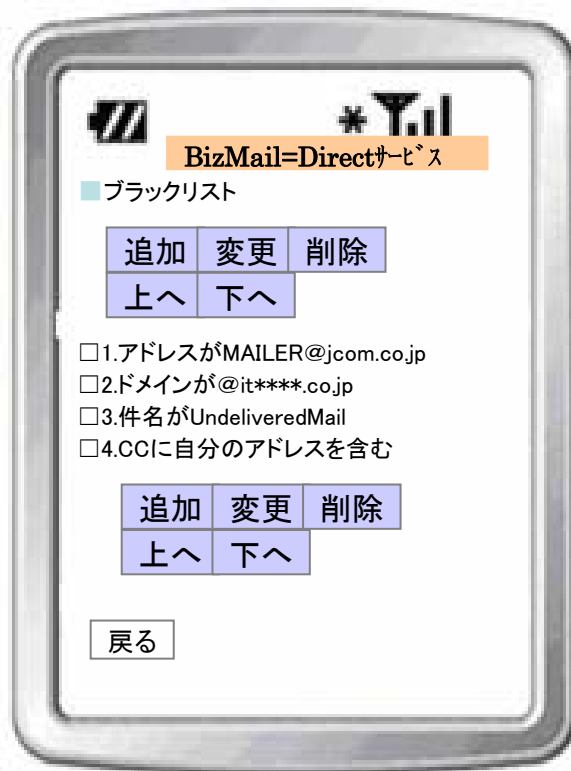 BizMail=Directｻｰﾋﾞｽ
■ブラックリスト
追加 変更 削除
上へ 下へ
□1.アドレスがMAILER＠jcom.co.jp
□2.ドメインが＠it****.co.jp
□3.件名がUndeliveredMail
□4.CCに自分のアドレスを含む
追加 変更 削除
上へ 下へ
戻る